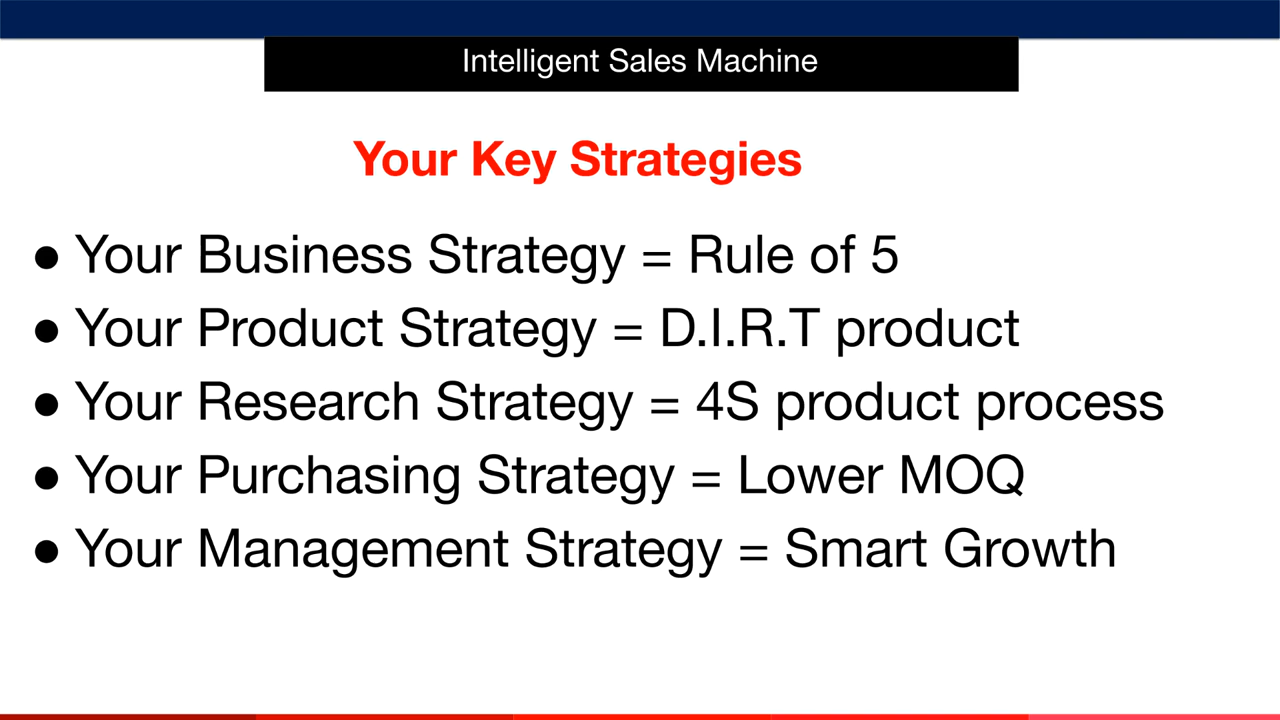 Intelligent Sales Machine
Your Key Strategies
● Your Business Strategy = Rule of 5
● Your Product Strategy = D.I.R.T product
● Your Research Strategy = 4S product process
● Your Purchasing Strategy = Lower MOQ
● Your Management Strategy = Smart Growth